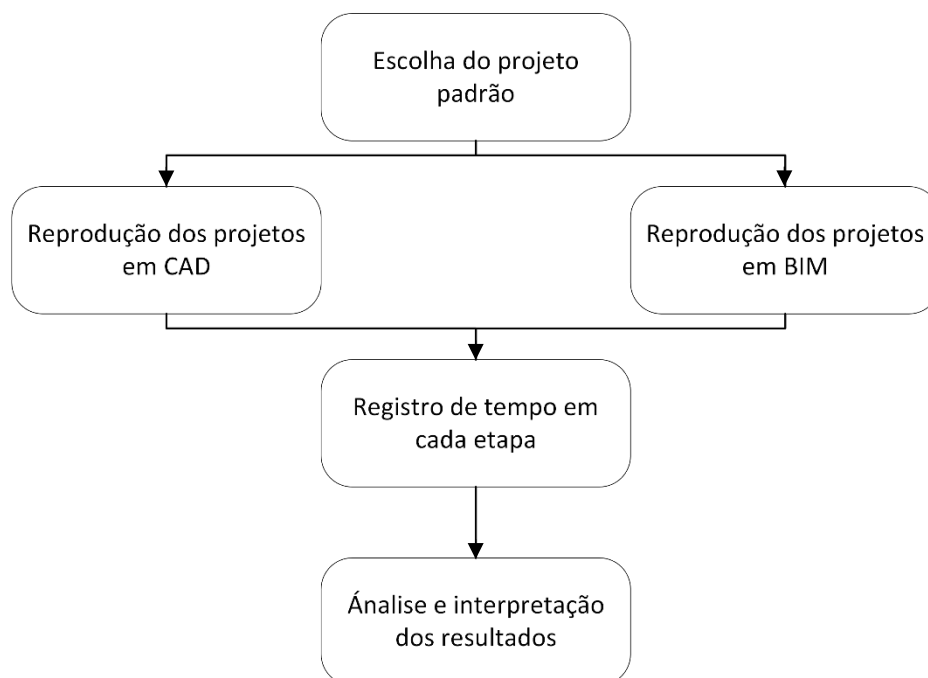 Escolha do projeto
padrão
Reprodução dos projetos
em CAD
Reprodução dos projetos
em BIM
Registro de tempo em
cada etapa
Ánalise e interpretação
dos resultados